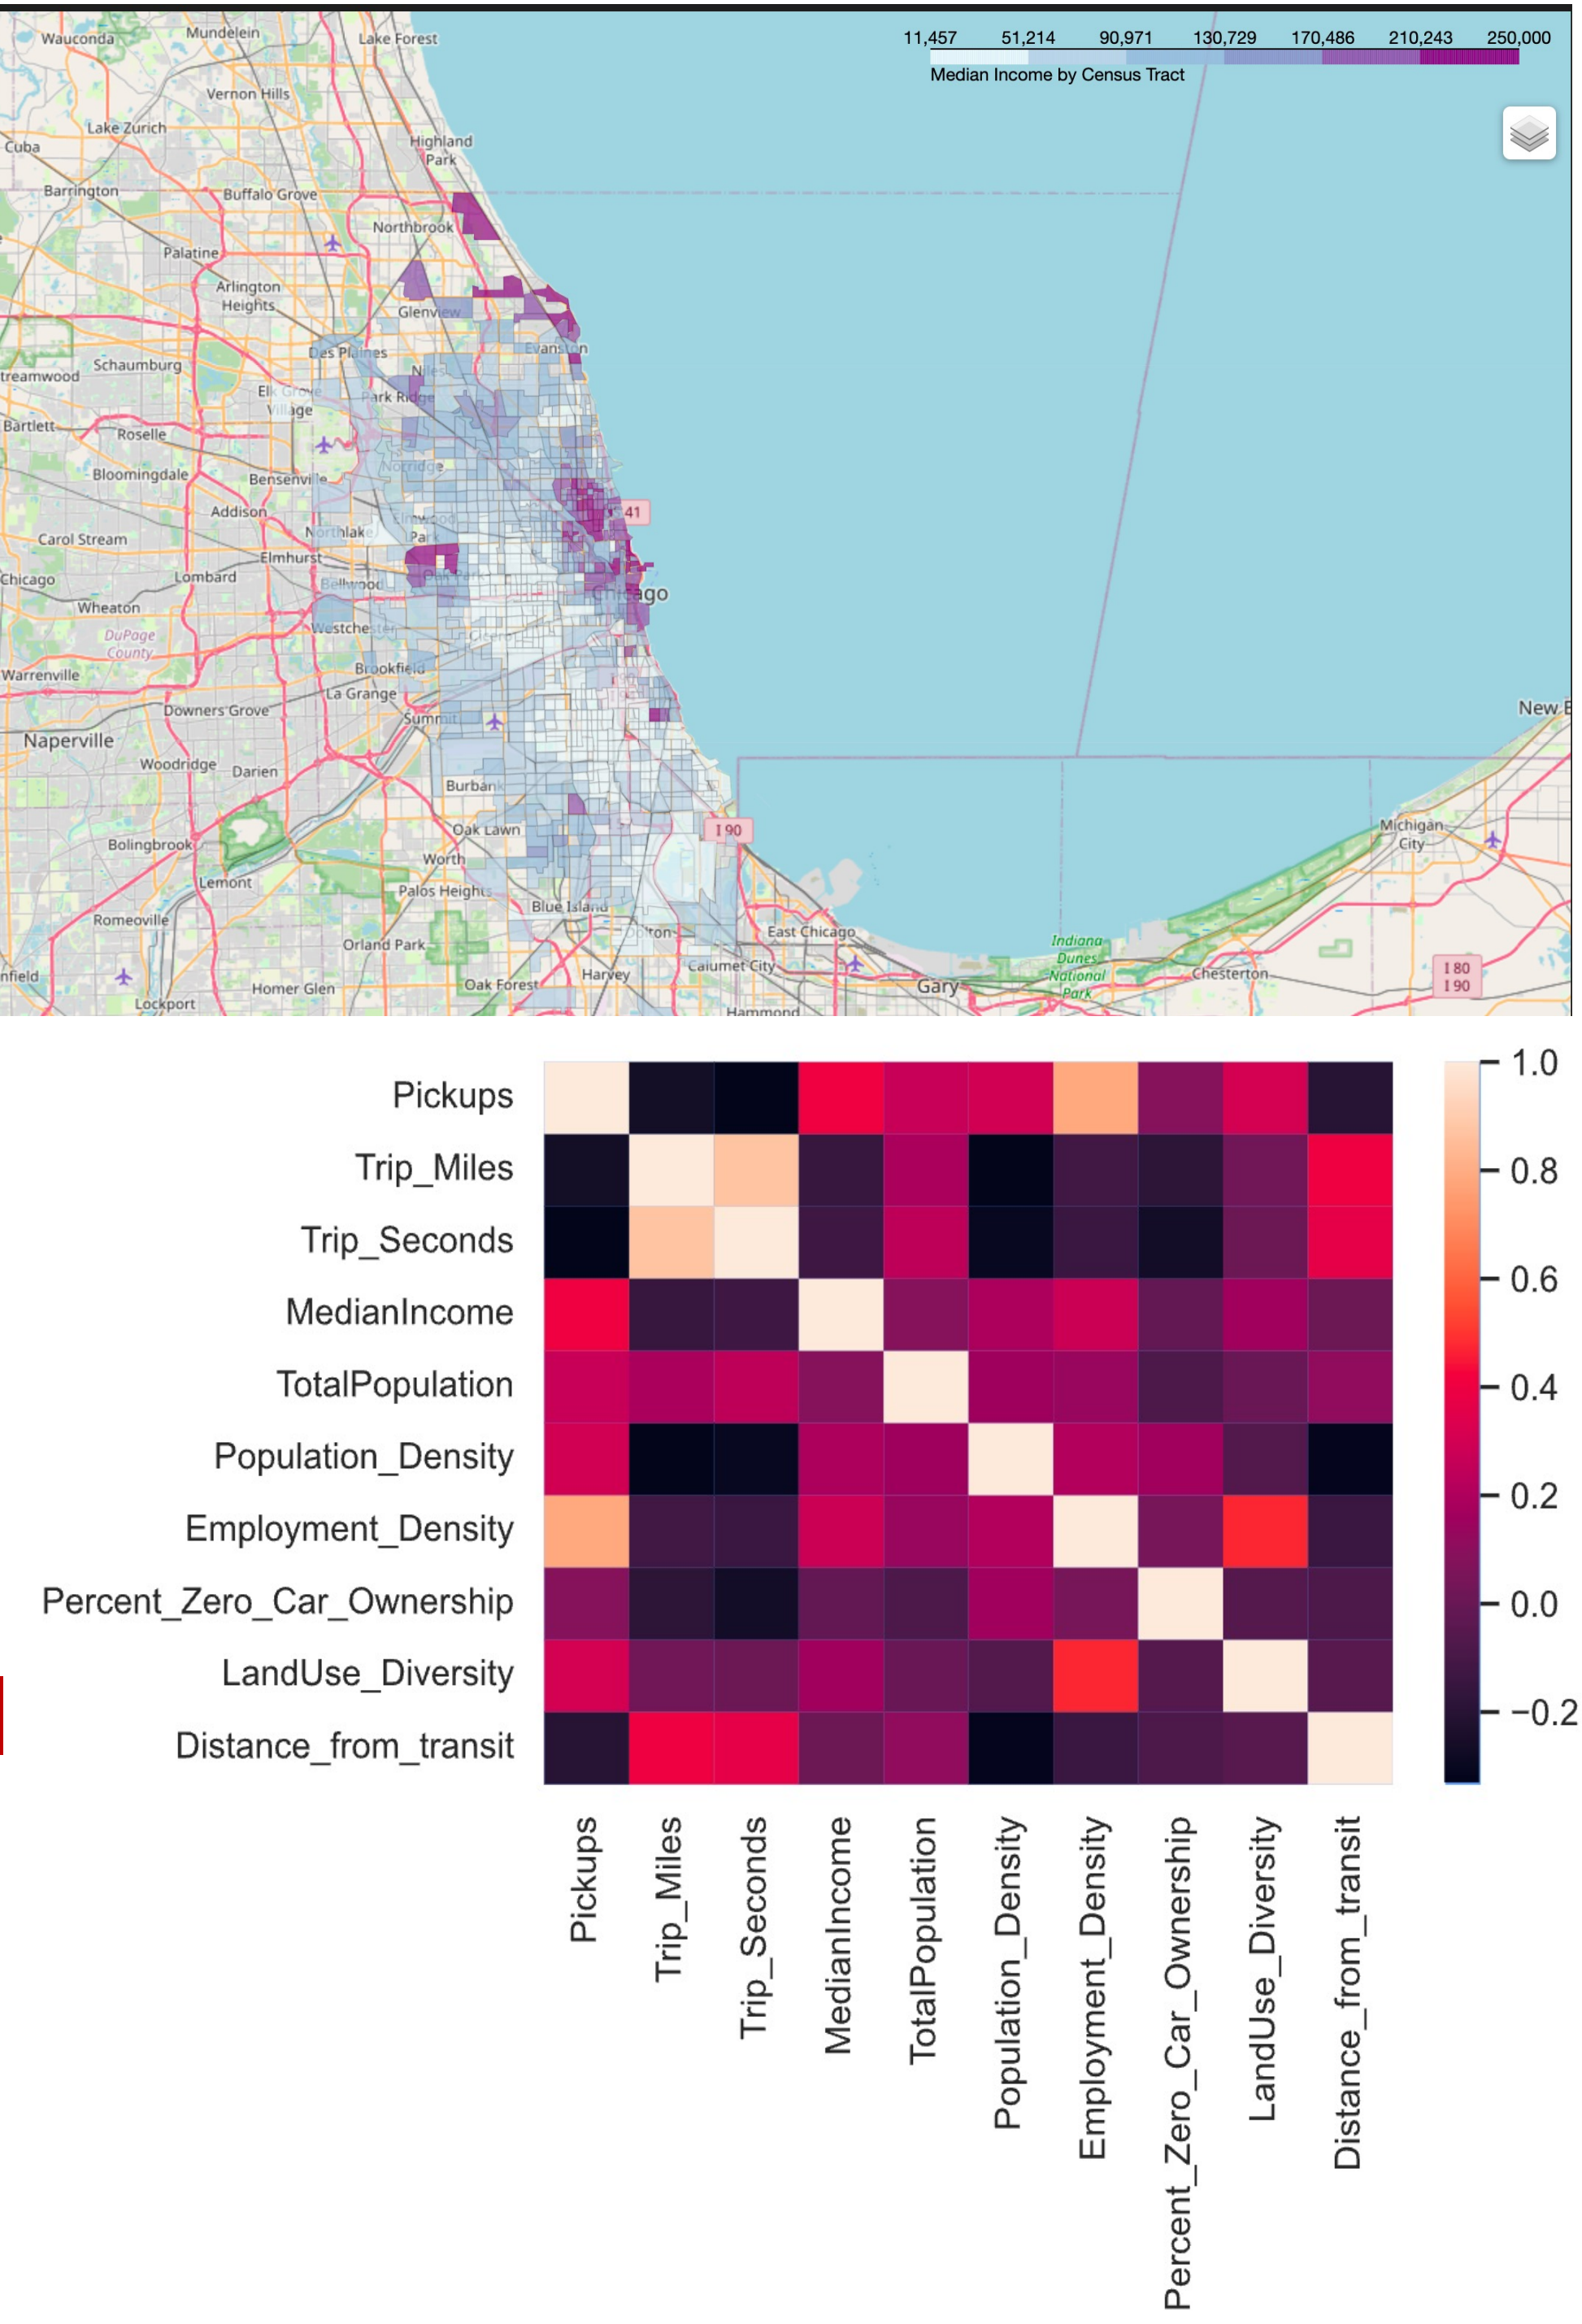 Wauconda
Mundelein
Lake Forest
11,457 51,214 90,971 130,729 170,486 210,243 250,000
Median Income by Census Tract
Vernon Hills
Lake Zurich
Cuba
Highland
Park
Barrington
Buffalo Grove
Northbrook
Palatine
Arlington
Heights
Glenview
Des Plaines
Evanston
Schaumburg
Niles
treamwood
Elk Grove
Village
Park Ridge
Bartlett
Roselle
Norridge
Bloomingdale
Bensenville
Addison
41
Elmwood
Park
Northlake
Carol Stream
Elmhurst
Chicago
Lombard
Bellwood
Oak Park
Chicago
Wheaton
Westchester
DuPage
County
Cicero
Warrenville
Brookfield
La Grange
Downers Grove
Summit
New B
Naperville
Woodridge
Darien
Burbank
Oak Lawn
I 90
Michigan
City
Bolingbrook
Worth
Lemont
Palos Heights
Blue Island
Romeoville
Dolton
East Chicago
Orland Park
Indiana
Dunes
National
Park
nfield
Harvey
Calumet City
Chesterton
I 80
I 90
Homer Glen
Oak Forest
Gary
Lockport
Hammond
Pickups
Trip_Miles
Trip_Seconds
MedianIncome
TotalPopulation
Population_Density
Employment_Density
Percent_Zero_Car_Ownership
LandUse_Diversity
Distance_from_transit
1.0
0.8
0.6
0.4
0.2
0.0
−0.2
Pickups
Trip_Miles
Trip_Seconds
MedianIncome
TotalPopulation
Population_Density
Employment_Density
Percent_Zero_Car_Ownership
LandUse_Diversity
Distance_from_transit